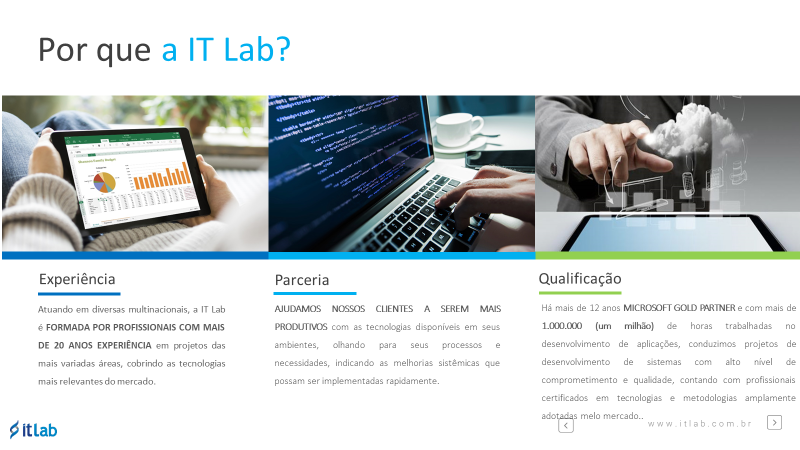 Por que a IT Lab?
Experiência
Atuando em diversas multinacionais, a IT Lab
é FORMADA POR PROFISSIONAIS COM MAIS
DE 20 ANOS EXPERIÊNCIA em projetos das
mais variadas áreas, cobrindo as tecnologias
mais relevantes do mercado.
Parceria
AJUDAMOS NOSSOS CLIENTES A SEREM MAIS
PRODUTIVOS com as tecnologias disponíveis em seus
ambientes, olhando para seus processos e
necessidades, indicando as melhorias sistêmicas que
possam ser implementadas rapidamente.
Qualificação
Há mais de 12 anos MICROSOFT GOLD PARTNER e com mais de
1.000.000 (um milhão) de horas trabalhadas no
desenvolvimento de aplicações, conduzimos projetos de
desenvolvimento de sistemas com alto nível de
comprometimento e qualidade, contando com profissionais
certificados em tecnologias e metodologias amplamente
adotadas melo mercado..
itLab
www.itlab.com.br